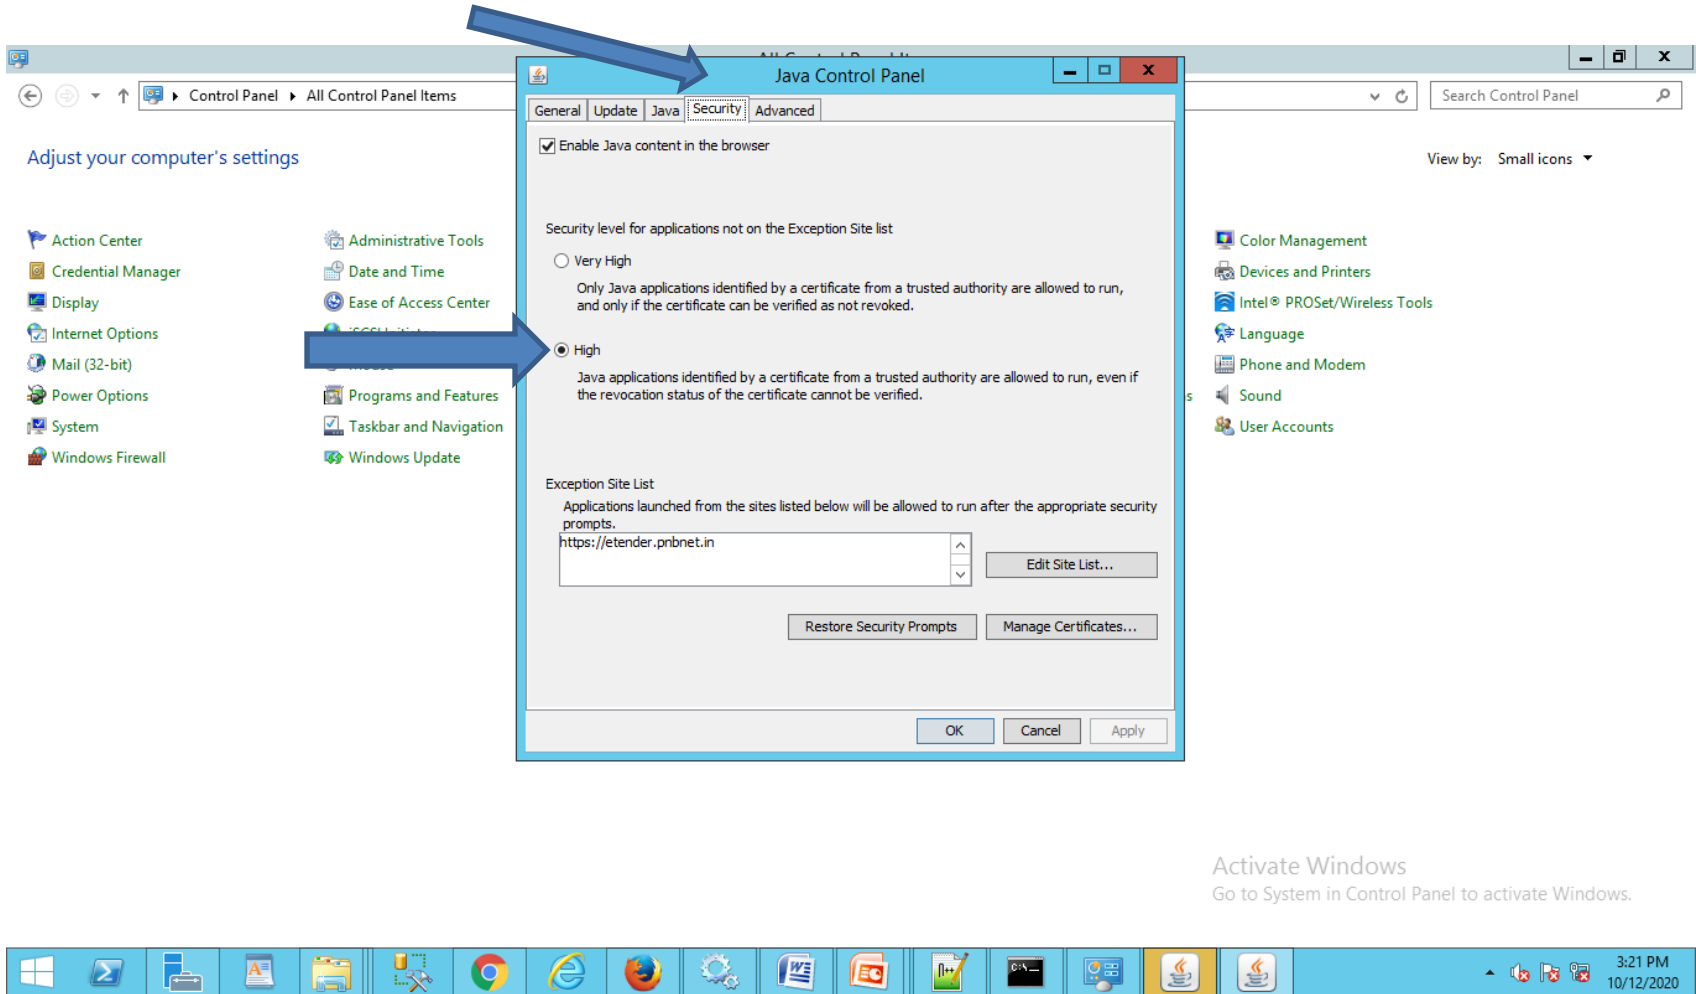 Java Control Panel
Control Panel All Control Panel Items
Search Control Panel
General Update Java Security Advanced
Adjust your computer's settings
View by: Small icons
Enable Java content in the browser
Security level for applications not on the Exception Site list
Very High
Only Java applications identified by a certificate from a trusted authority are allowed to run,
and only if the certificate can be verified as not revoked.
High
Java applications identified by a certificate from a trusted authority are allowed to run, even if
the revocation status of the certificate cannot be verified.
Exception Site List
Applications launched from the sites listed below will be allowed to run after the appropriate security
prompts.
https://etender.pnbnet.in
Edit Site List...
Restore Security Prompts
Manage Certificates...
OK
Cancel
Apply
Action Center
Credential Manager
Display
Internet Options
Mail (32-bit)
Power Options
System
Windows Firewall
Administrative Tools
Date and Time
Ease of Access Center
Programs and Features
Taskbar and Navigation
Windows Update
Color Management
Devices and Printers
Intel® PROSet/Wireless Tools
Language
Phone and Modem
Sound
User Accounts
Activate Windows
Go to System in Control Panel to activate Windows.
3:21 PM
10/12/2020